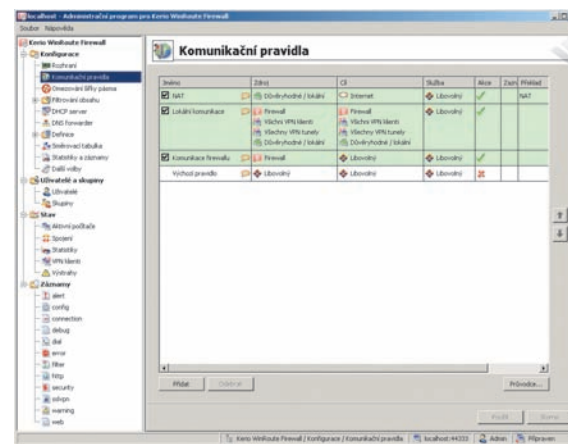 localhost - Administrační program pro Kerio WinRoute Firewall
Soubor Nápověda
Kerio WinRoute Firewall
Konfigurace
Rozhraní
Komunikační pravidla
Omezování šířky pásma
Filtrování obsahu
DHCP server
DNS forwarder
Definice
Směrovací tabulka
Statistiky a záznamy
Další volby
Uživatelé a skupiny
Uživatelé
Skupiny
Stav
Aktivní počítače
Spojení
Statistiky
VPN klienti
Výstrahy
Záznamy
alert
config
connection
debug
dial
error
filter
http
security
sslvpn
warning
web
Komunikační pravidla
Jméno Zdroj Cíl Služba Akce Zázn Překlad
NAT Důvěryhodné / lokální Internet Libovolný NAT
Lokální komunikace Firewall Firewall Libovolný
Všichni VPN klienti Všichni VPN klienti
Všechny VPN tunely Všechny VPN tunely
Důvěryhodné / lokální Důvěryhodné / lokální
Komunikace firewallu Firewall Libovolný Libovolný
Výchozí pravidlo Libovolný Libovolný Libovolný
Přidat Odebrat Průvodce...
Použít Storno
Kerio WinRoute Firewall / Konfigurace / Komunikační pravidla localhost:44333 Admin Připraven